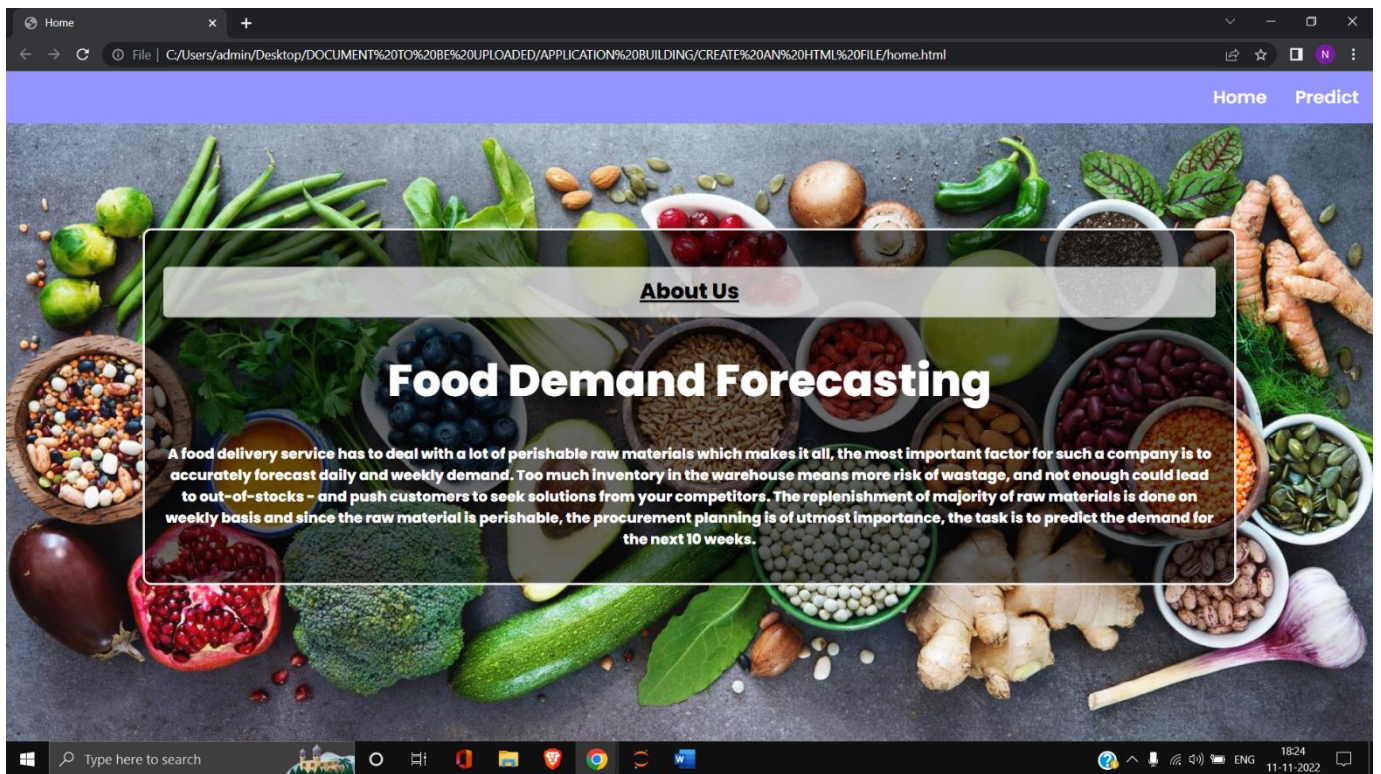 Home
File | C:/Users/admin/Desktop/DOCUMENT%20TO%20BE%20UPLOADED/APPLICATION%20BUILDING/CREATE%20AN%20HTML%20FILE/home.html
N
Home Predict
About Us
Food Demand Forecasting
A food delivery service has to deal with a lot of perishable raw materials which makes it all, the most important factor for such a company is to
accurately forecast daily and weekly demand. Too much inventory in the warehouse means more risk of wastage, and not enough could lead
to out-of-stocks - and push customers to seek solutions from your competitors. The replenishment of majority of raw materials is done on
weekly basis and since the raw material is perishable, the procurement planning is of utmost importance, the task is to predict the demand for
the next 10 weeks.
Type here to search
ENG
18:24
11-11-2022